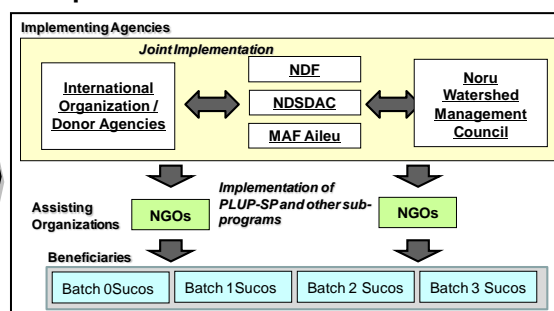 Implementing Agencies
Joint Implementation
International
Organization /
Donor Agencies
NDF
NDSDAC
MAF Aileu
Noru
Watershed
Management
Council
Assisting
Organizations
NGOs
Implementation of
PLUP-SP and other sub-
programs
NGOs
Beneficiaries
Batch 0Sucos
Batch 1Sucos
Batch 2 Sucos
Batch 3 Sucos